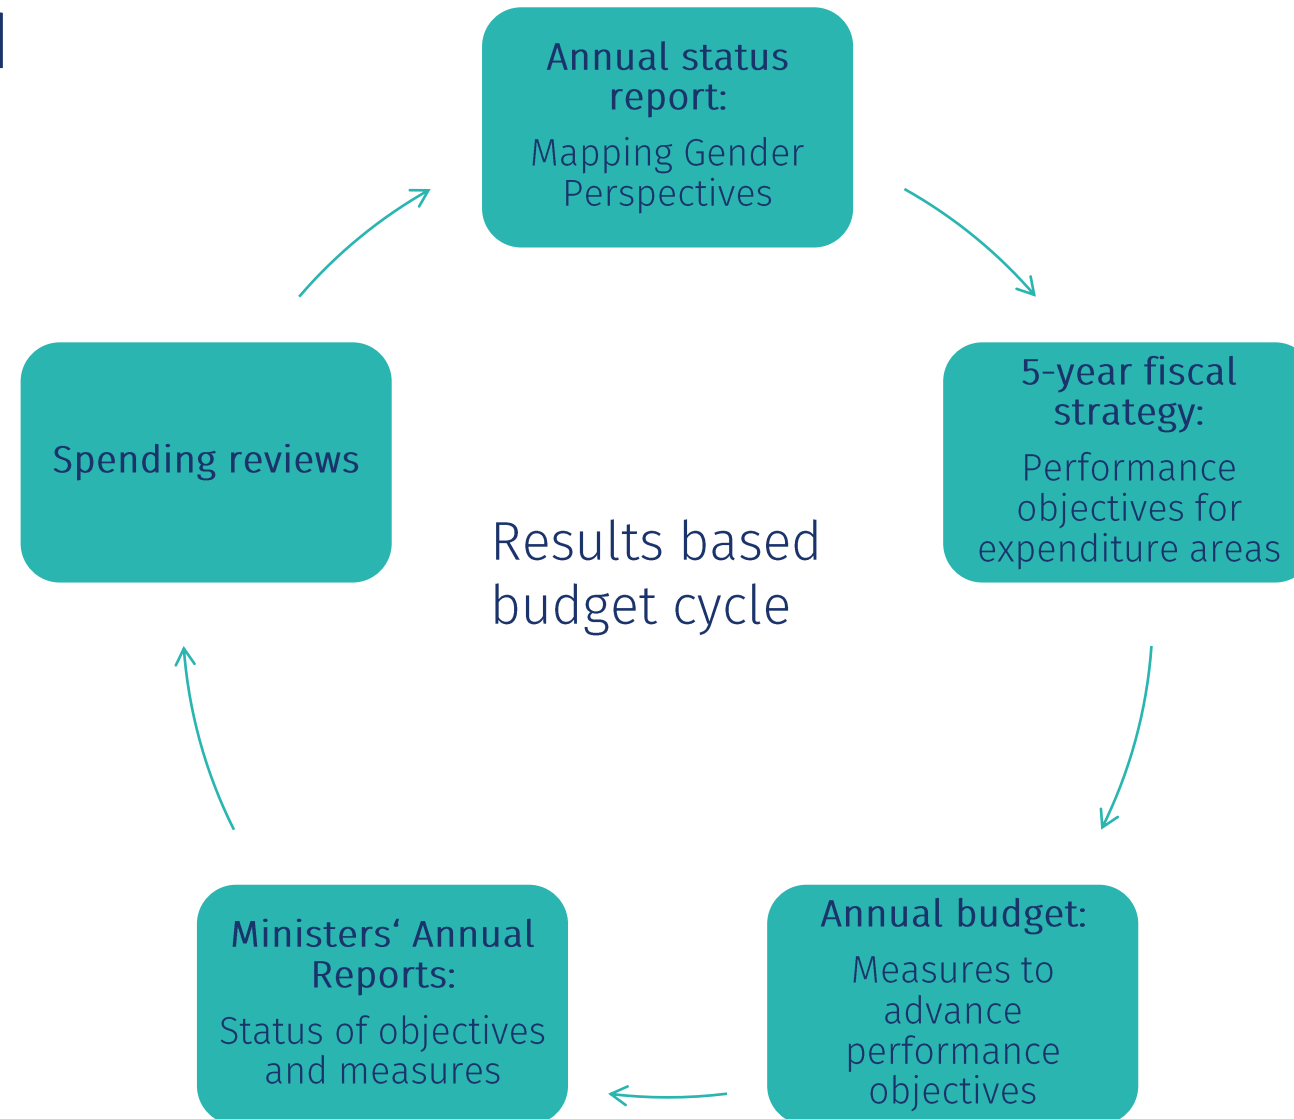 Annual status
report:
Mapping Gender
Perspectives
5-year fiscal
strategy:
Performance
objectives for
expenditure areas
Annual budget:
Measures to
advance
performance
objectives
Ministers‘ Annual
Reports:
Status of objectives
and measures
Spending reviews
Results based
budget cycle